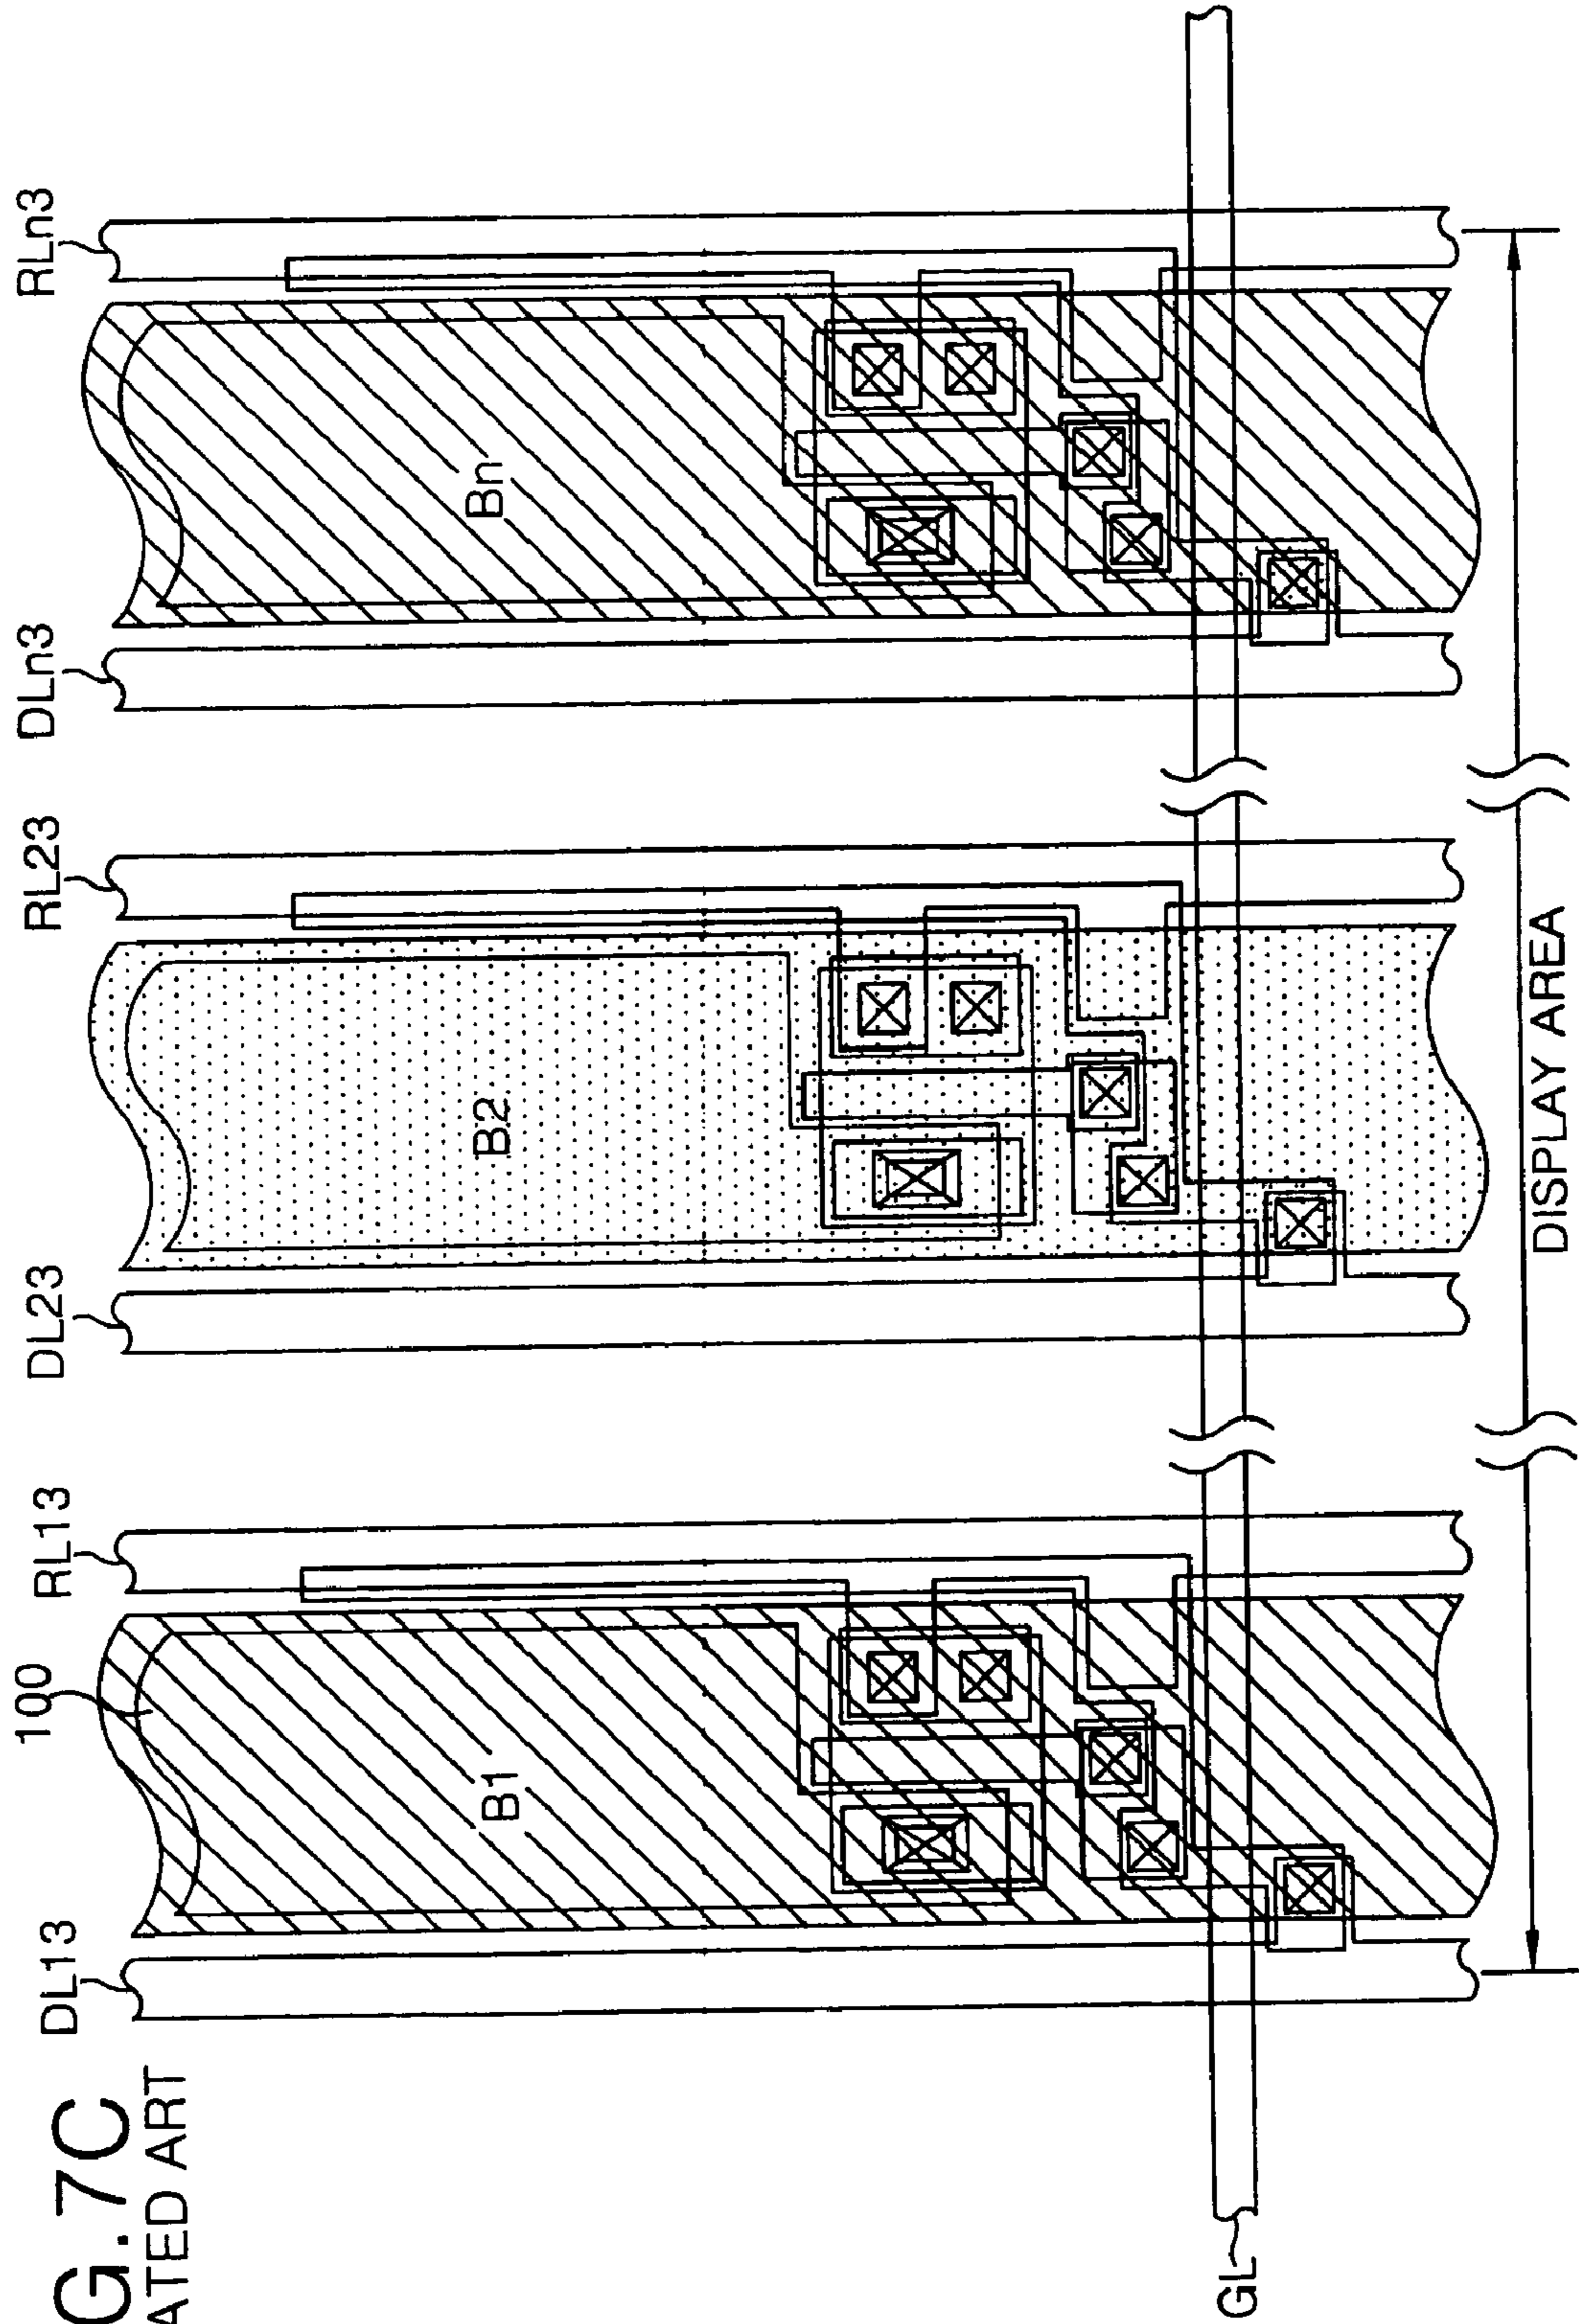 G.7C
ATED ART
DL13
100
RL13
DL23
RL23
DLn3
RLn3
B1
B2
Bn
GL
DISPLAY AREA